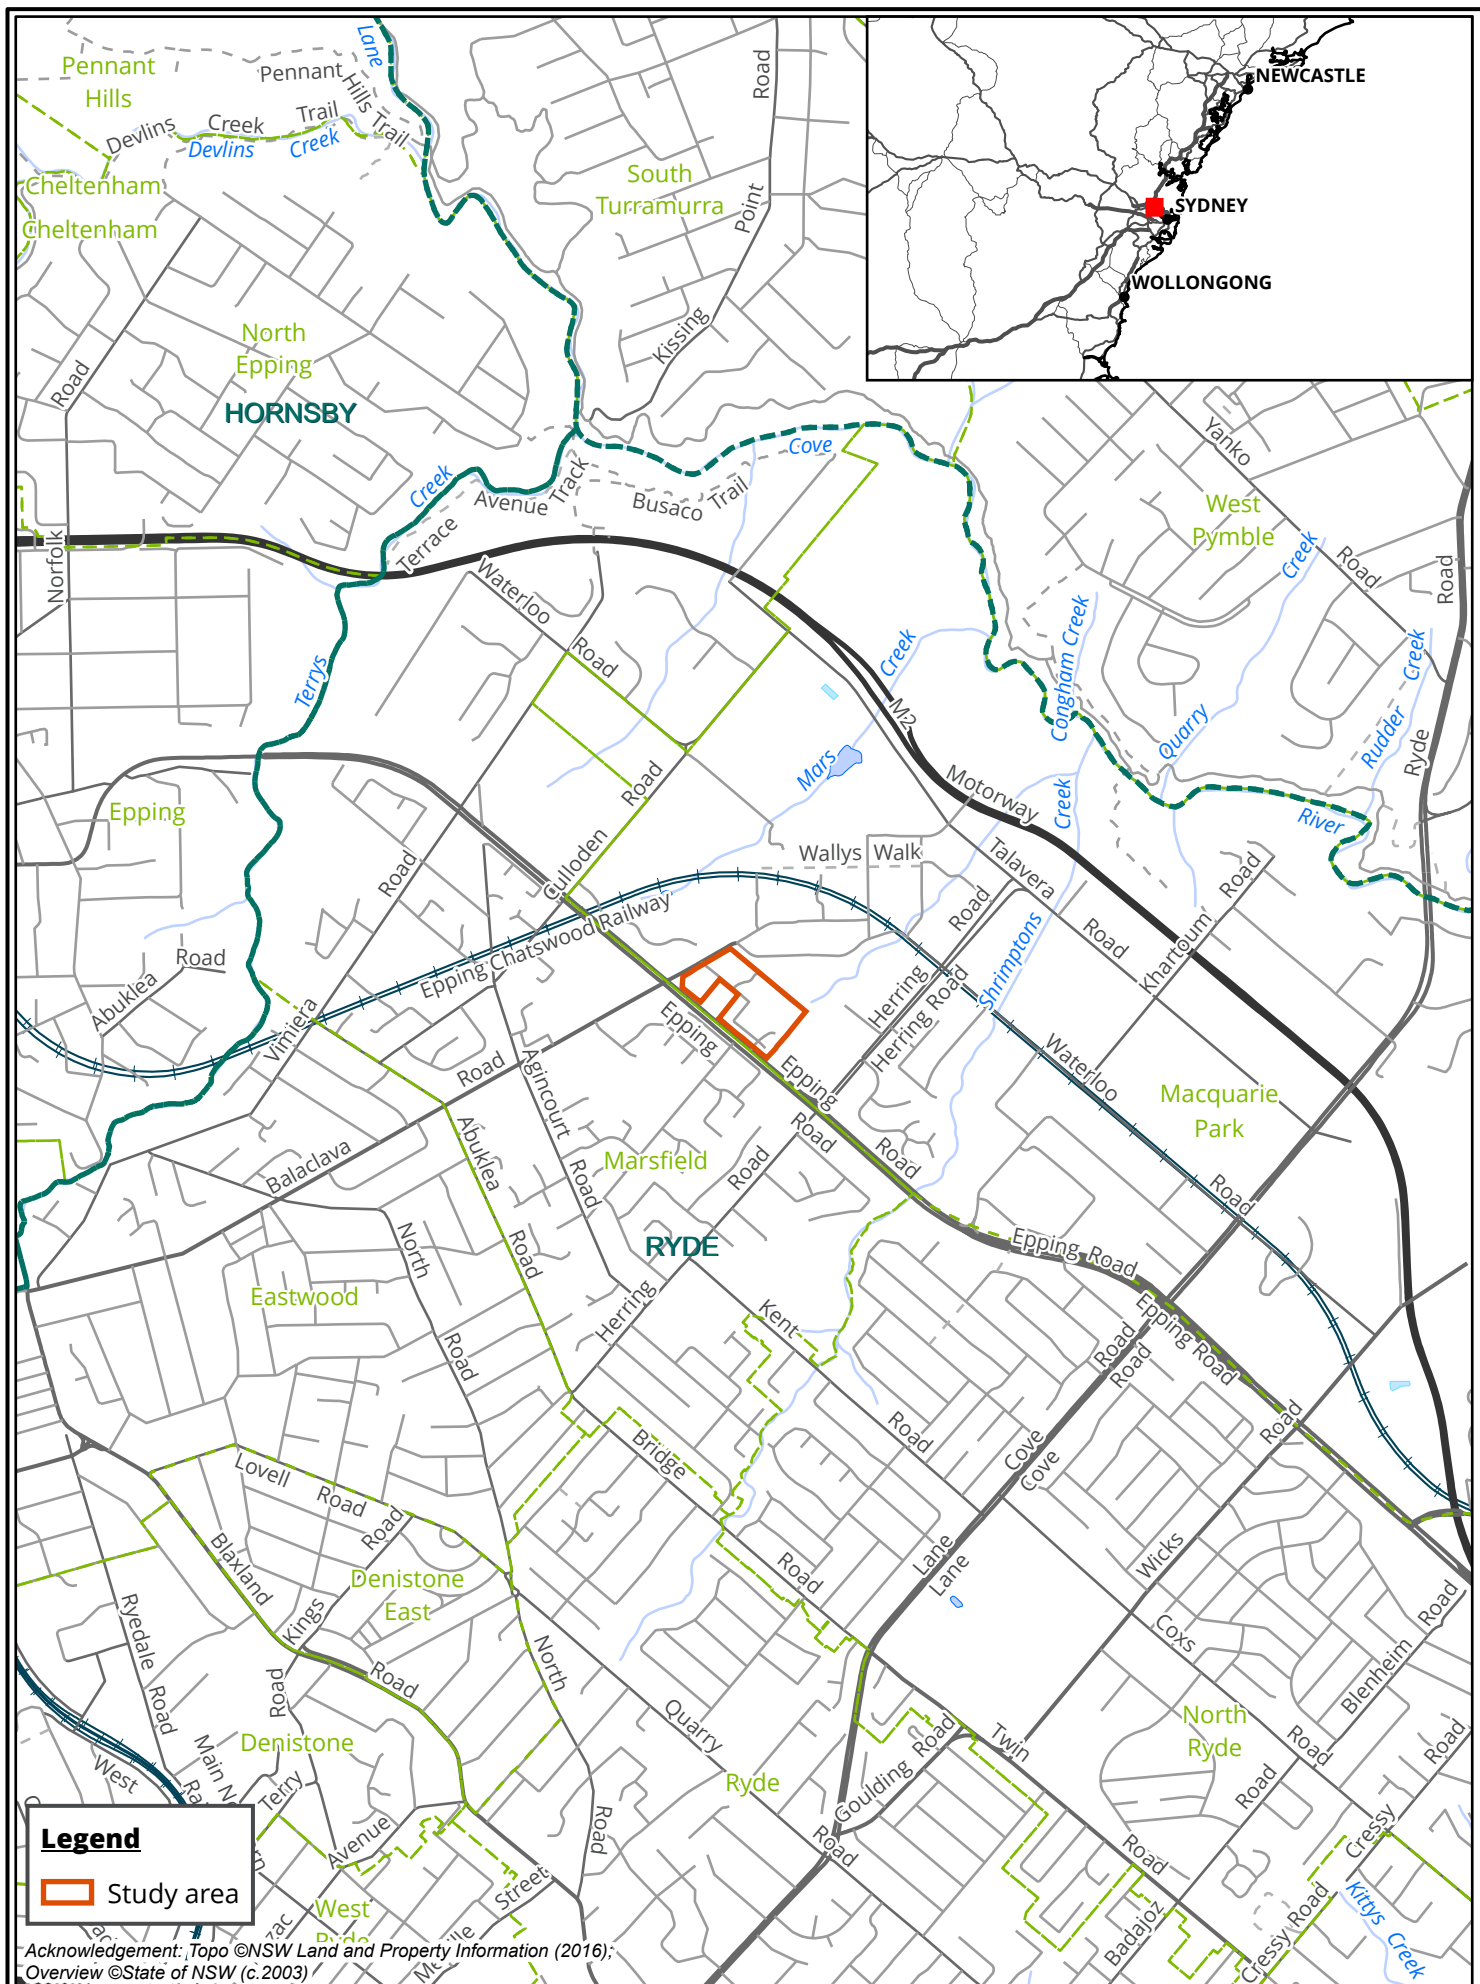 Lane
Pennant
Hills
Pennant
Hills Trail
Road
Devlins Creek Trail
Devlins Creek
NEWCASTLE
SYDNEY
WOLLONGONG
Cheltenham
Cheltenham
South
Turramurra
Point
Kissing
North
Epping
HORNSBY
Road
Norfolk
Creek
Avenue
Track
Terrace
Busaco Trail
Cove
Yanko
Road
West
Pymble
Creek
Road
Waterloo
Road
Terrys
Creek
Mars
M2
Motorway
Congham Creek
Quarry
Creek
Rudder
Ryde
Creek
River
Epping
Road
Culloden
Road
Wallys Walk
Talavera
Road
Khartoum Road
Epping Chatswood Railway
Road
Abuklea
Vimiera
Road
Herring
Herring Road
Shrimptons
Epping
Epping
Road
Road
Waterloo
Road
Macquarie
Park
Agincourt
Road
Balaclava
Abuklea
Road
Marsfield
Road
RYDE
Herring
Epping Road
Epping Road
North
Road
Eastwood
Kent
Road
Road
Road
Cove
Cove
Lane
Lane
Road
Wicks
Lovell
Road
Road
Kings
Bridge
Road
Blaxland
Road
Denistone
East
Ryedale
Road
Road
North
Road
Coxs
Road
Blenheim Road
Quarry
Road
Denistone
Main
West
Terry
Avenue
Ryde
Goulding Road
Twin
Road
North
Ryde
Road
Badajoz
Road
Cressy
Cressy Road
Kittys Creek
Street
West
Legend
Study area
Acknowledgement: Topo ©NSW Land and Property Information (2016);
Overview ©State of NSW (c.2003)